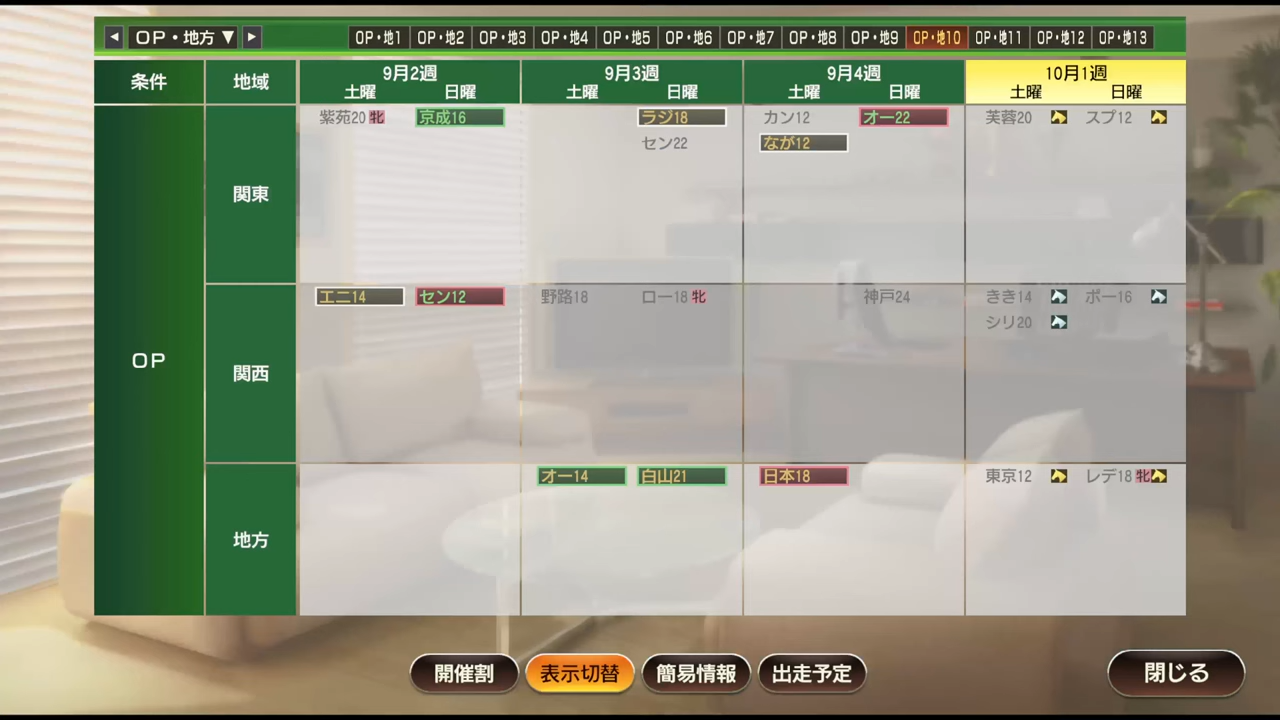 ◀ OP・地方▼ ▶ OP・地1 OP・地2 OP・地3 OP・地4 OP・地5 OP・地6 OP・地7 OP・地8 OP・地9 OP・地10 OP・地11 OP・地12 OP・地13
条件 地域 9月2週 9月3週 9月4週 10月1週
土曜 日曜 土曜 日曜 土曜 日曜 土曜 日曜
OP
関東
紫苑20 牝 京成16 ラジ18 カン12 オー22 芙蓉20 スプ12
セン22 なが12
関西
エニ14 セン12 野路18 ロー18 牝 神戸24 きき14 ポー16
シリ20
地方
オー14 白山21 日本18 東京12 レデ18 牝
開催割 表示切替 簡易情報 出走予定 閉じる